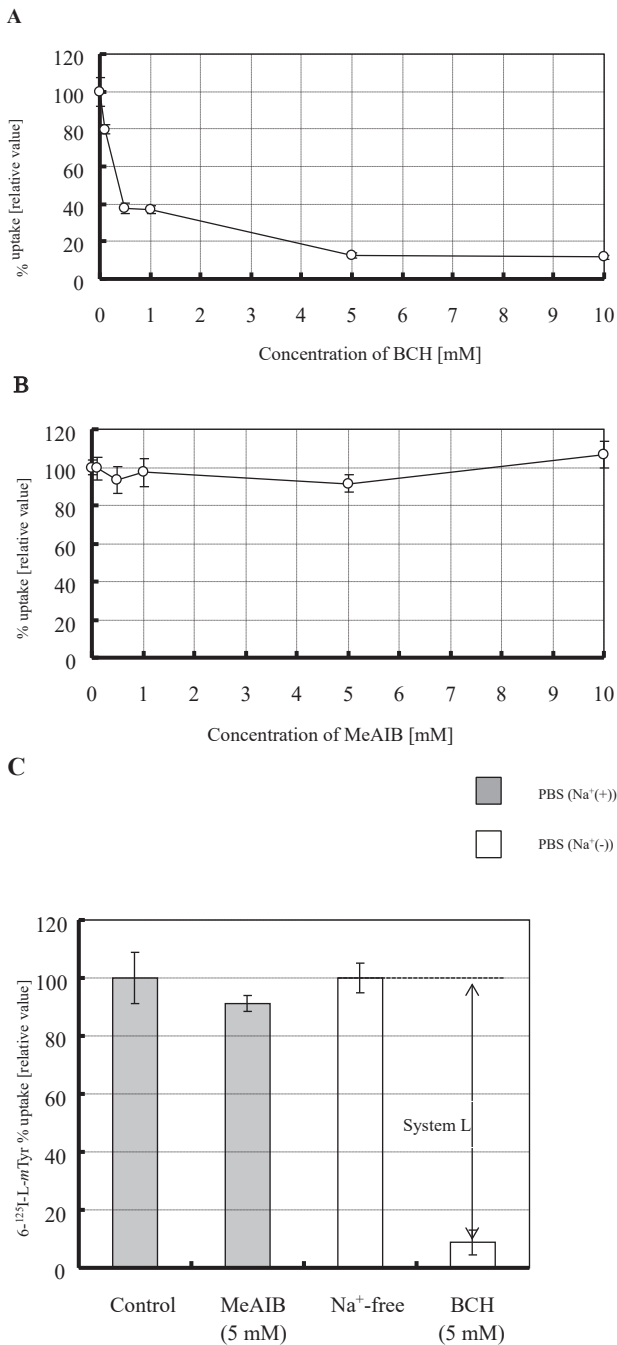 A
120
100
80
60
40
20
0
% uptake [relative value]
0 1 2 3 4 5 6 7 8 9 10
Concentration of BCH [mM]
B
120
100
80
60
40
20
0
% uptake [relative value]
0 1 2 3 4 5 6 7 8 9 10
Concentration of MeAIB [mM]
C
PBS (Na⁺(+))
PBS (Na⁺(-))
120
100
80
60
40
20
0
6-¹²⁵I-L-mTyr % uptake [relative value]
System L
Control MeAIB Na⁺-free BCH
(5 mM) (5 mM)